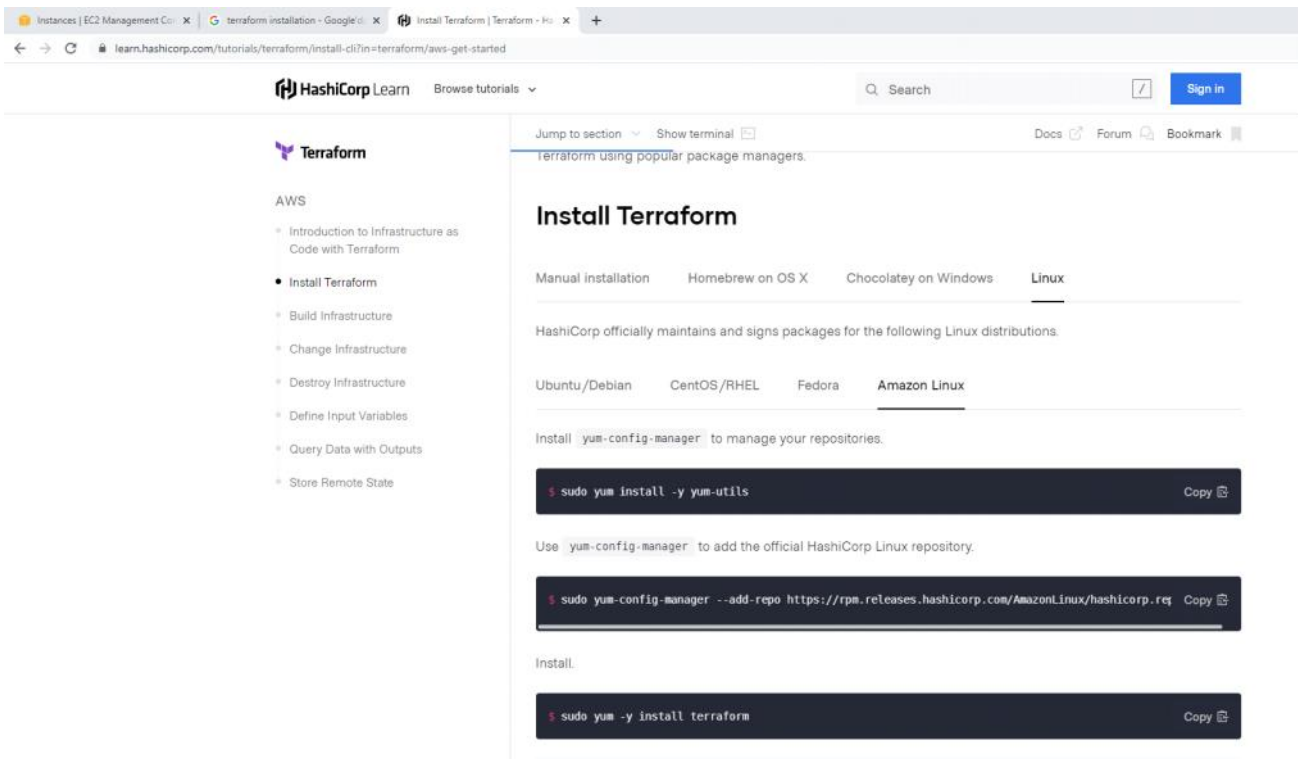 Instances | EC2 Management Co
terraform installation - Google'd
Install Terraform | Terraform - Ha
learn.hashicorp.com/tutorials/terraform/install-cli?in=terraform/aws-get-started
HashiCorp Learn
Browse tutorials
Search
/
Sign in
Jump to section
Show terminal
Docs
Forum
Bookmark
Terraform
Terraform using popular package managers.
AWS
Introduction to Infrastructure as
Code with Terraform
Install Terraform
Build Infrastructure
Change Infrastructure
Destroy Infrastructure
Define Input Variables
Query Data with Outputs
Store Remote State
Install Terraform
Manual installation
Homebrew on OS X
Chocolatey on Windows
Linux
HashiCorp officially maintains and signs packages for the following Linux distributions.
Ubuntu/Debian
CentOS/RHEL
Fedora
Amazon Linux
Install yum-config-manager to manage your repositories.
$ sudo yum install -y yum-utils
Copy
Use yum-config-manager to add the official HashiCorp Linux repository.
$ sudo yum-config-manager --add-repo https://rpm.releases.hashicorp.com/AmazonLinux/hashicorp.rep
Copy
Install.
$ sudo yum -y install terraform
Copy